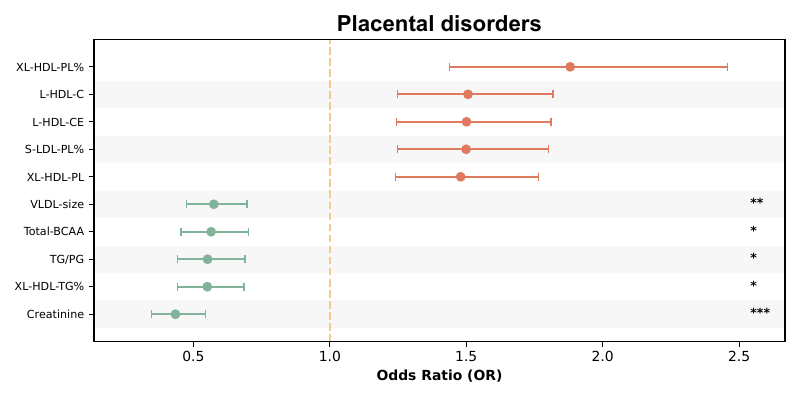 Placental disorders
XL-HDL-PL%
L-HDL-C
L-HDL-CE
S-LDL-PL%
XL-HDL-PL
VLDL-size **
Total-BCAA *
TG/PG *
XL-HDL-TG% *
Creatinine ***
0.5 1.0 1.5 2.0 2.5
Odds Ratio (OR)